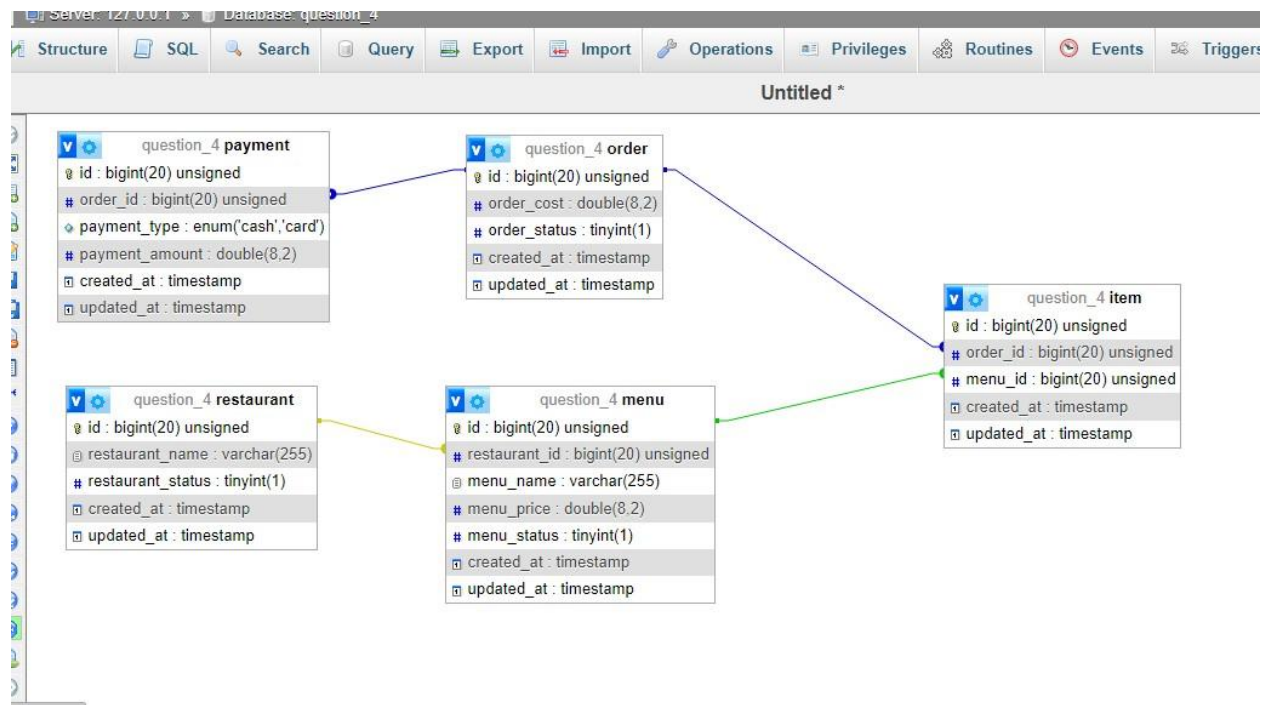 Server: 127.0.0.1 » Database: question_4
Structure SQL Search Query Export Import Operations Privileges Routines Events Triggers
Untitled *
v question_4 payment
id : bigint(20) unsigned
# order_id : bigint(20) unsigned
payment_type : enum('cash','card')
# payment_amount : double(8,2)
created_at : timestamp
updated_at : timestamp
v question_4 order
id : bigint(20) unsigned
# order_cost : double(8,2)
# order_status : tinyint(1)
created_at : timestamp
updated_at : timestamp
v question_4 item
id : bigint(20) unsigned
# order_id : bigint(20) unsigned
# menu_id : bigint(20) unsigned
created_at : timestamp
updated_at : timestamp
v question_4 restaurant
id : bigint(20) unsigned
restaurant_name : varchar(255)
# restaurant_status : tinyint(1)
created_at : timestamp
updated_at : timestamp
v question_4 menu
id : bigint(20) unsigned
# restaurant_id : bigint(20) unsigned
menu_name : varchar(255)
# menu_price : double(8,2)
# menu_status : tinyint(1)
created_at : timestamp
updated_at : timestamp